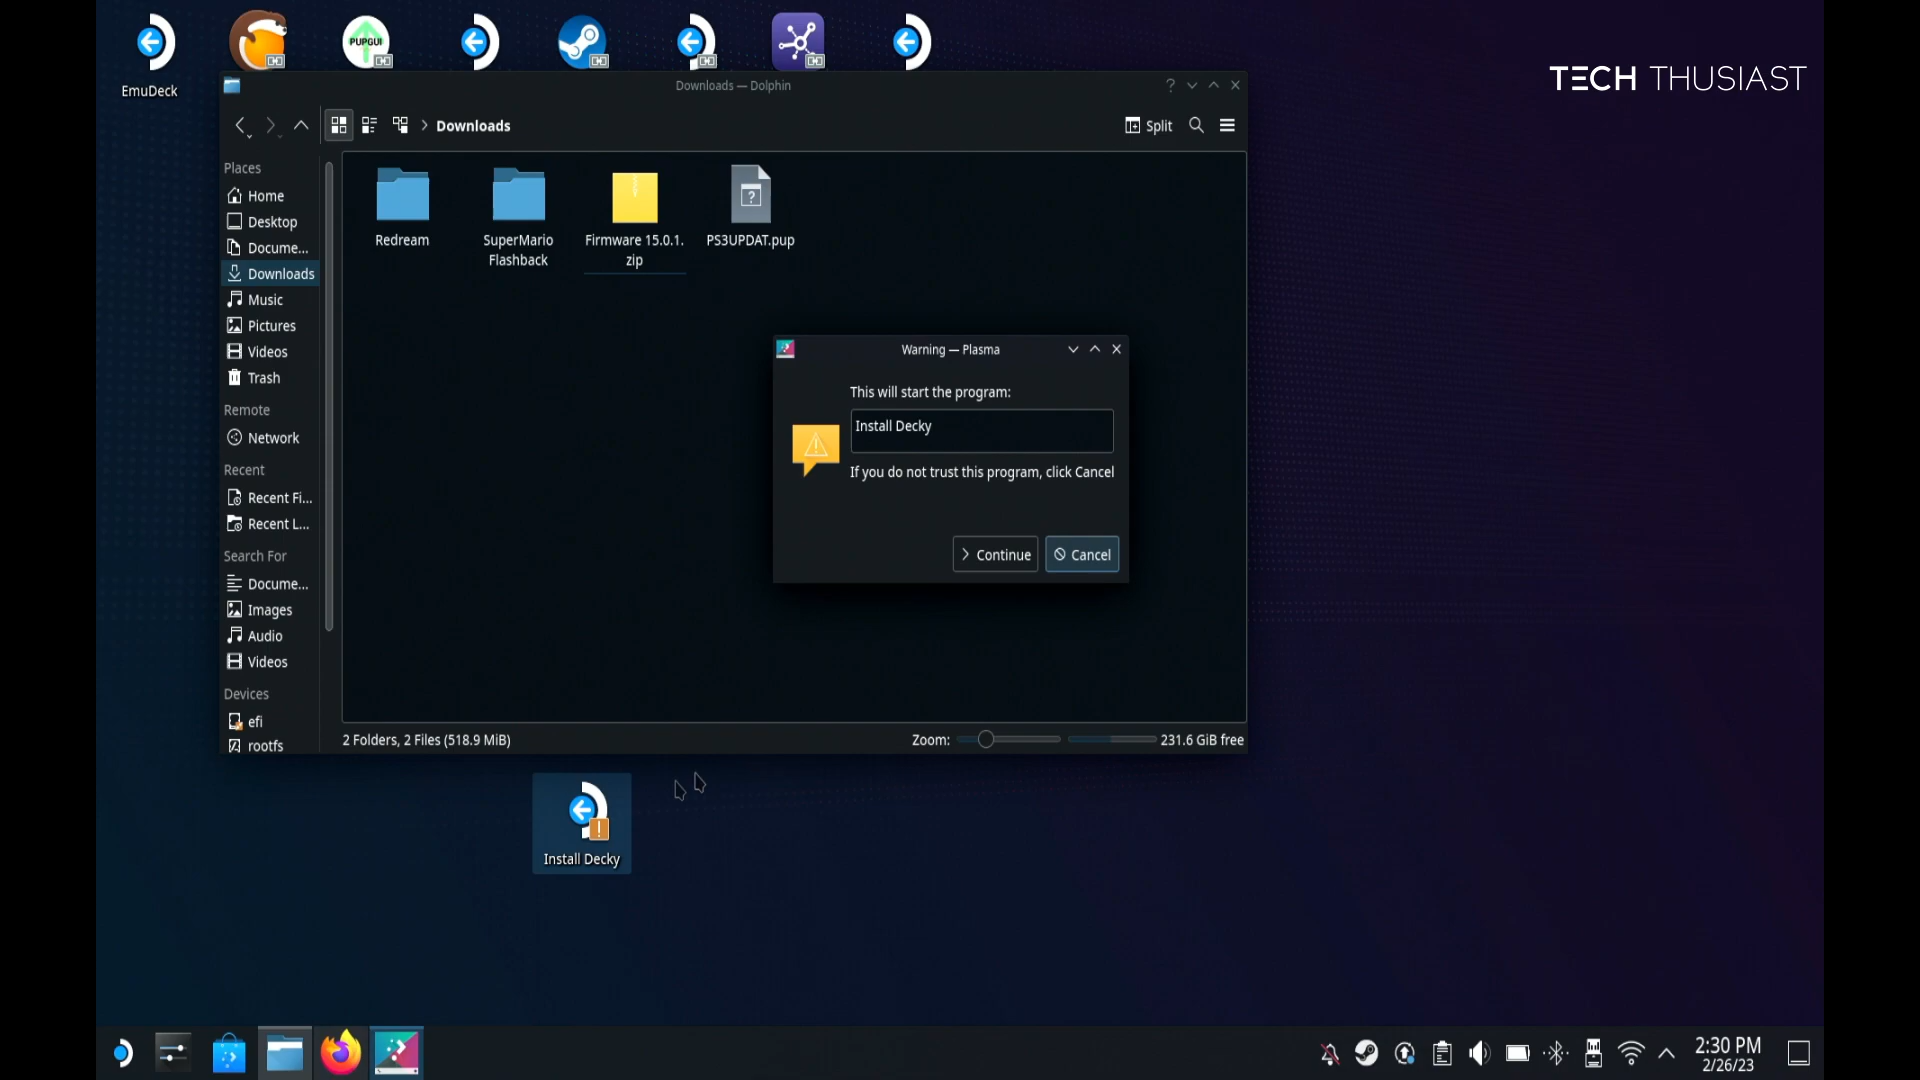 PUPGUI
EmuDeck
TECH THUSIAST
Downloads — Dolphin
Downloads
Split
Places
Home
Desktop
Docume...
Downloads
Music
Pictures
Videos
Trash
Remote
Network
Recent
Recent Fi...
Recent L...
Search For
Docume...
Images
Audio
Videos
Devices
efi
rootfs
Redream
SuperMario
Flashback
Firmware 15.0.1.
zip
PS3UPDAT.pup
Warning — Plasma
This will start the program:
Install Decky
If you do not trust this program, click Cancel
Continue
Cancel
2 Folders, 2 Files (518.9 MiB)
Zoom:
231.6 GiB free
Install Decky
2:30 PM
2/26/23